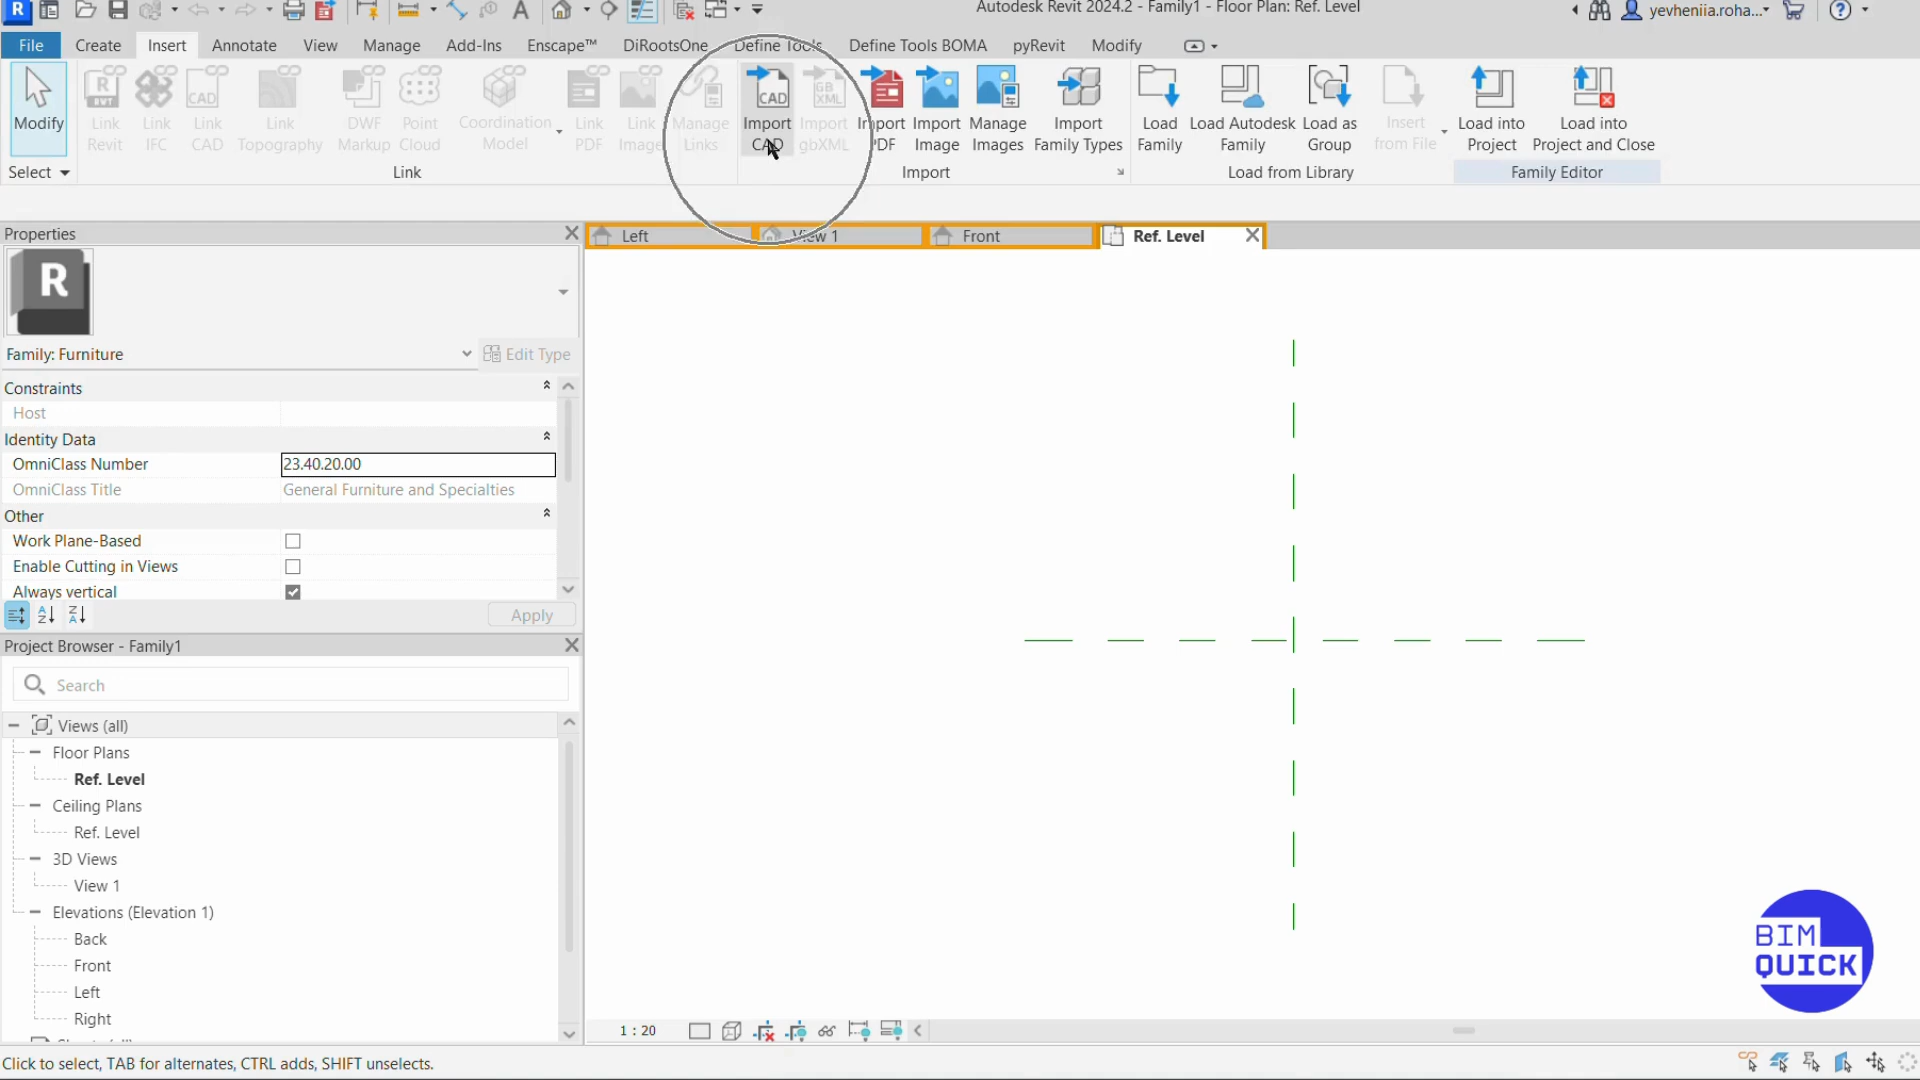 Autodesk Revit 2024.2 - Family1 - Floor Plan: Ref. Level
yevheniia.roha...
File Create Insert Annotate View Manage Add-Ins Enscape™ DiRootsOne Define Tools Define Tools BOMA pyRevit Modify
Modify
Link Revit
Link IFC
Link CAD
Link Topography
DWF Markup
Point Cloud
Coordination Model
Link PDF
Link Image
Manage Links
Import CAD
Import gbXML
Import PDF
Import Image
Manage Images
Import Family Types
Load Family
Load Autodesk Family
Load as Group
Insert from File
Load into Project
Load into Project and Close
Select Link Import Load from Library Family Editor
Properties
Left View 1 Front Ref. Level
R
Family: Furniture Edit Type
Constraints
Host
Identity Data
OmniClass Number 23.40.20.00
OmniClass Title General Furniture and Specialties
Other
Work Plane-Based
Enable Cutting in Views
Always vertical
Apply
Project Browser - Family1
Search
Views (all)
Floor Plans
Ref. Level
Ceiling Plans
Ref. Level
3D Views
View 1
Elevations (Elevation 1)
Back
Front
Left
Right
BIM
QUICK
1 : 20
Click to select, TAB for alternates, CTRL adds, SHIFT unselects.